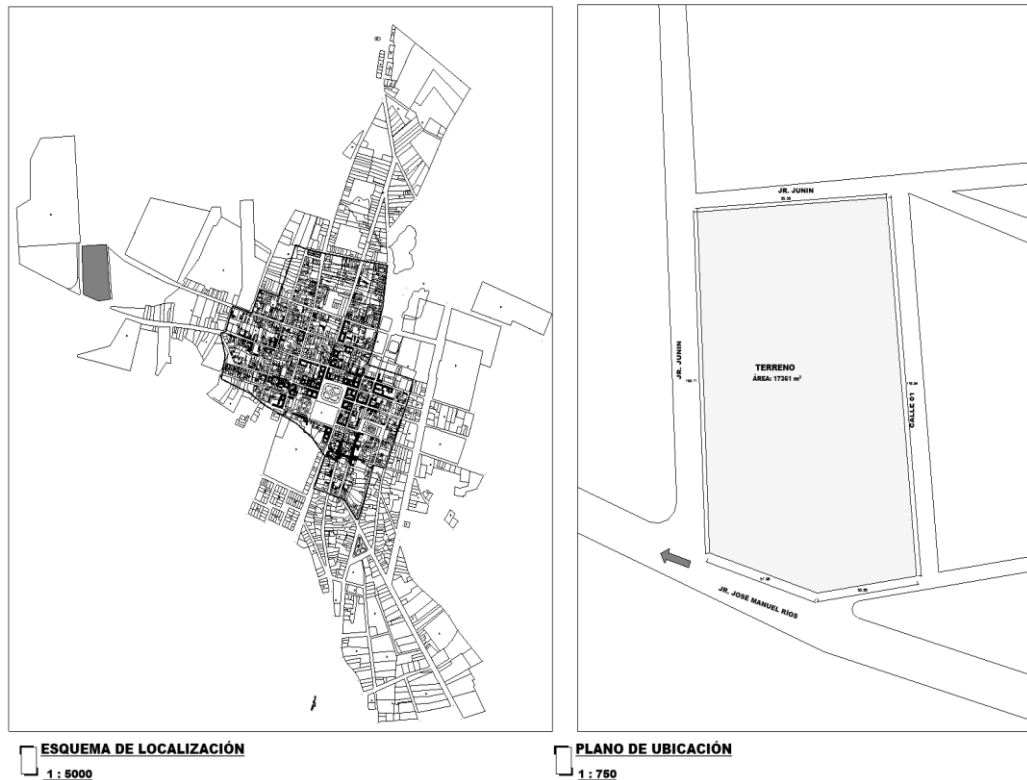 JR. JUNIN
JR. JUNIN
TERRENO
ÁREA: 17361 m²
CALLE 01
JR. JOSÉ MANUEL RÍOS
ESQUEMA DE LOCALIZACIÓN
1 : 5000
PLANO DE UBICACIÓN
1 : 750